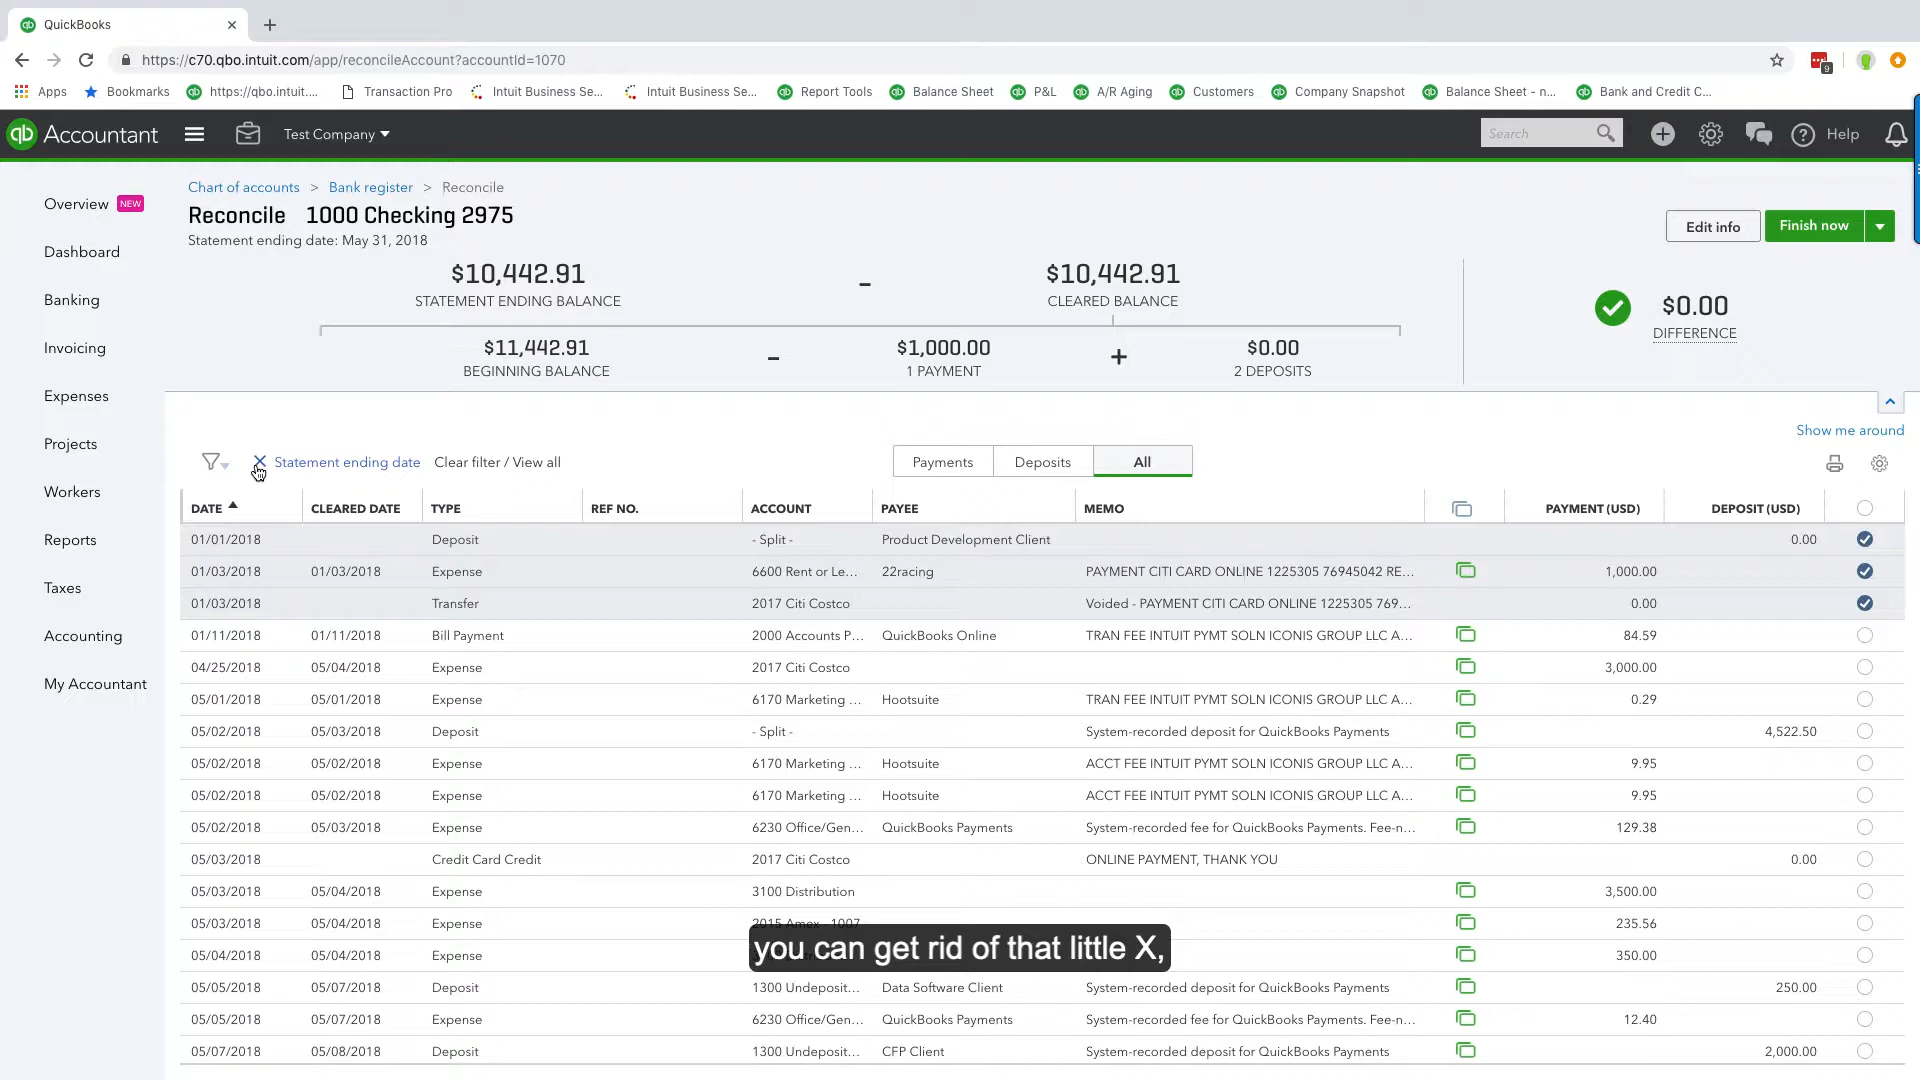 QuickBooks
https://c70.qbo.intuit.com/app/reconcileAccount?accountId=1070
9
Apps Bookmarks https://qbo.intuit.... Transaction Pro Intuit Business Se... Intuit Business Se... Report Tools Balance Sheet P&L A/R Aging Customers Company Snapshot Balance Sheet - n... Bank and Credit C...
qb Accountant Test Company Search Help
Overview NEW
Dashboard
Banking
Invoicing
Expenses
Projects
Workers
Reports
Taxes
Accounting
My Accountant
Chart of accounts > Bank register > Reconcile
Reconcile 1000 Checking 2975
Statement ending date: May 31, 2018
Edit info Finish now
$10,442.91 - $10,442.91
STATEMENT ENDING BALANCE CLEARED BALANCE
$0.00
DIFFERENCE
$11,442.91 - $1,000.00 + $0.00
BEGINNING BALANCE 1 PAYMENT 2 DEPOSITS
Show me around
Statement ending date Clear filter / View all Payments Deposits All
DATE CLEARED DATE TYPE REF NO. ACCOUNT PAYEE MEMO PAYMENT (USD) DEPOSIT (USD)
01/01/2018 Deposit - Split - Product Development Client 0.00
01/03/2018 01/03/2018 Expense 6600 Rent or Le... 22racing PAYMENT CITI CARD ONLINE 1225305 76945042 RE... 1,000.00
01/03/2018 Transfer 2017 Citi Costco Voided - PAYMENT CITI CARD ONLINE 1225305 769... 0.00
01/11/2018 01/11/2018 Bill Payment 2000 Accounts P... QuickBooks Online TRAN FEE INTUIT PYMT SOLN ICONIS GROUP LLC A... 84.59
04/25/2018 05/04/2018 Expense 2017 Citi Costco 3,000.00
05/01/2018 05/01/2018 Expense 6170 Marketing ... Hootsuite TRAN FEE INTUIT PYMT SOLN ICONIS GROUP LLC A... 0.29
05/02/2018 05/03/2018 Deposit - Split - System-recorded deposit for QuickBooks Payments 4,522.50
05/02/2018 05/02/2018 Expense 6170 Marketing ... Hootsuite ACCT FEE INTUIT PYMT SOLN ICONIS GROUP LLC A... 9.95
05/02/2018 05/02/2018 Expense 6170 Marketing ... Hootsuite ACCT FEE INTUIT PYMT SOLN ICONIS GROUP LLC A... 9.95
05/02/2018 05/03/2018 Expense 6230 Office/Gen... QuickBooks Payments System-recorded fee for QuickBooks Payments. Fee-n... 129.38
05/03/2018 Credit Card Credit 2017 Citi Costco ONLINE PAYMENT, THANK YOU 0.00
05/03/2018 05/04/2018 Expense 3100 Distribution 3,500.00
05/03/2018 05/04/2018 Expense 2015 Amex - 1007 235.56
05/04/2018 05/04/2018 Expense 350.00
you can get rid of that little X,
05/05/2018 05/07/2018 Deposit 1300 Undeposit... Data Software Client System-recorded deposit for QuickBooks Payments 250.00
05/05/2018 05/07/2018 Expense 6230 Office/Gen... QuickBooks Payments System-recorded fee for QuickBooks Payments. Fee-n... 12.40
05/07/2018 05/08/2018 Deposit 1300 Undeposit... CFP Client System-recorded deposit for QuickBooks Payments 2,000.00